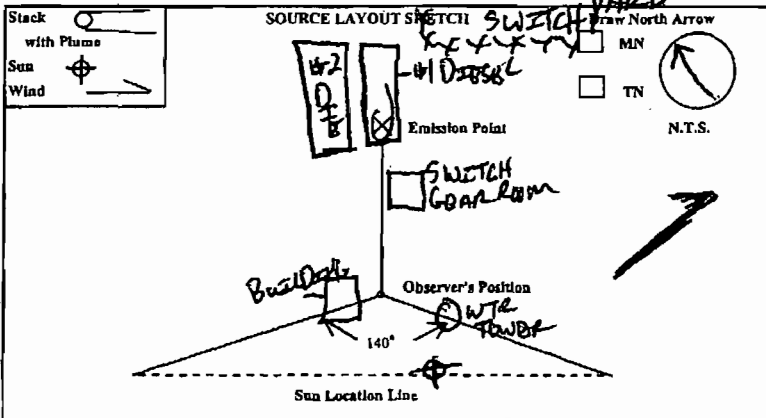 Stack
with Plume
Sun
Wind
SOURCE LAYOUT SKETCH
SWITCHYARD
Draw North Arrow
MN
TN
N.T.S.
#2
#1 DIESEL
Emission Point
SWITCH
GEAR ROOM
Building
Observer's Position
WTR
TOWER
140°
Sun Location Line